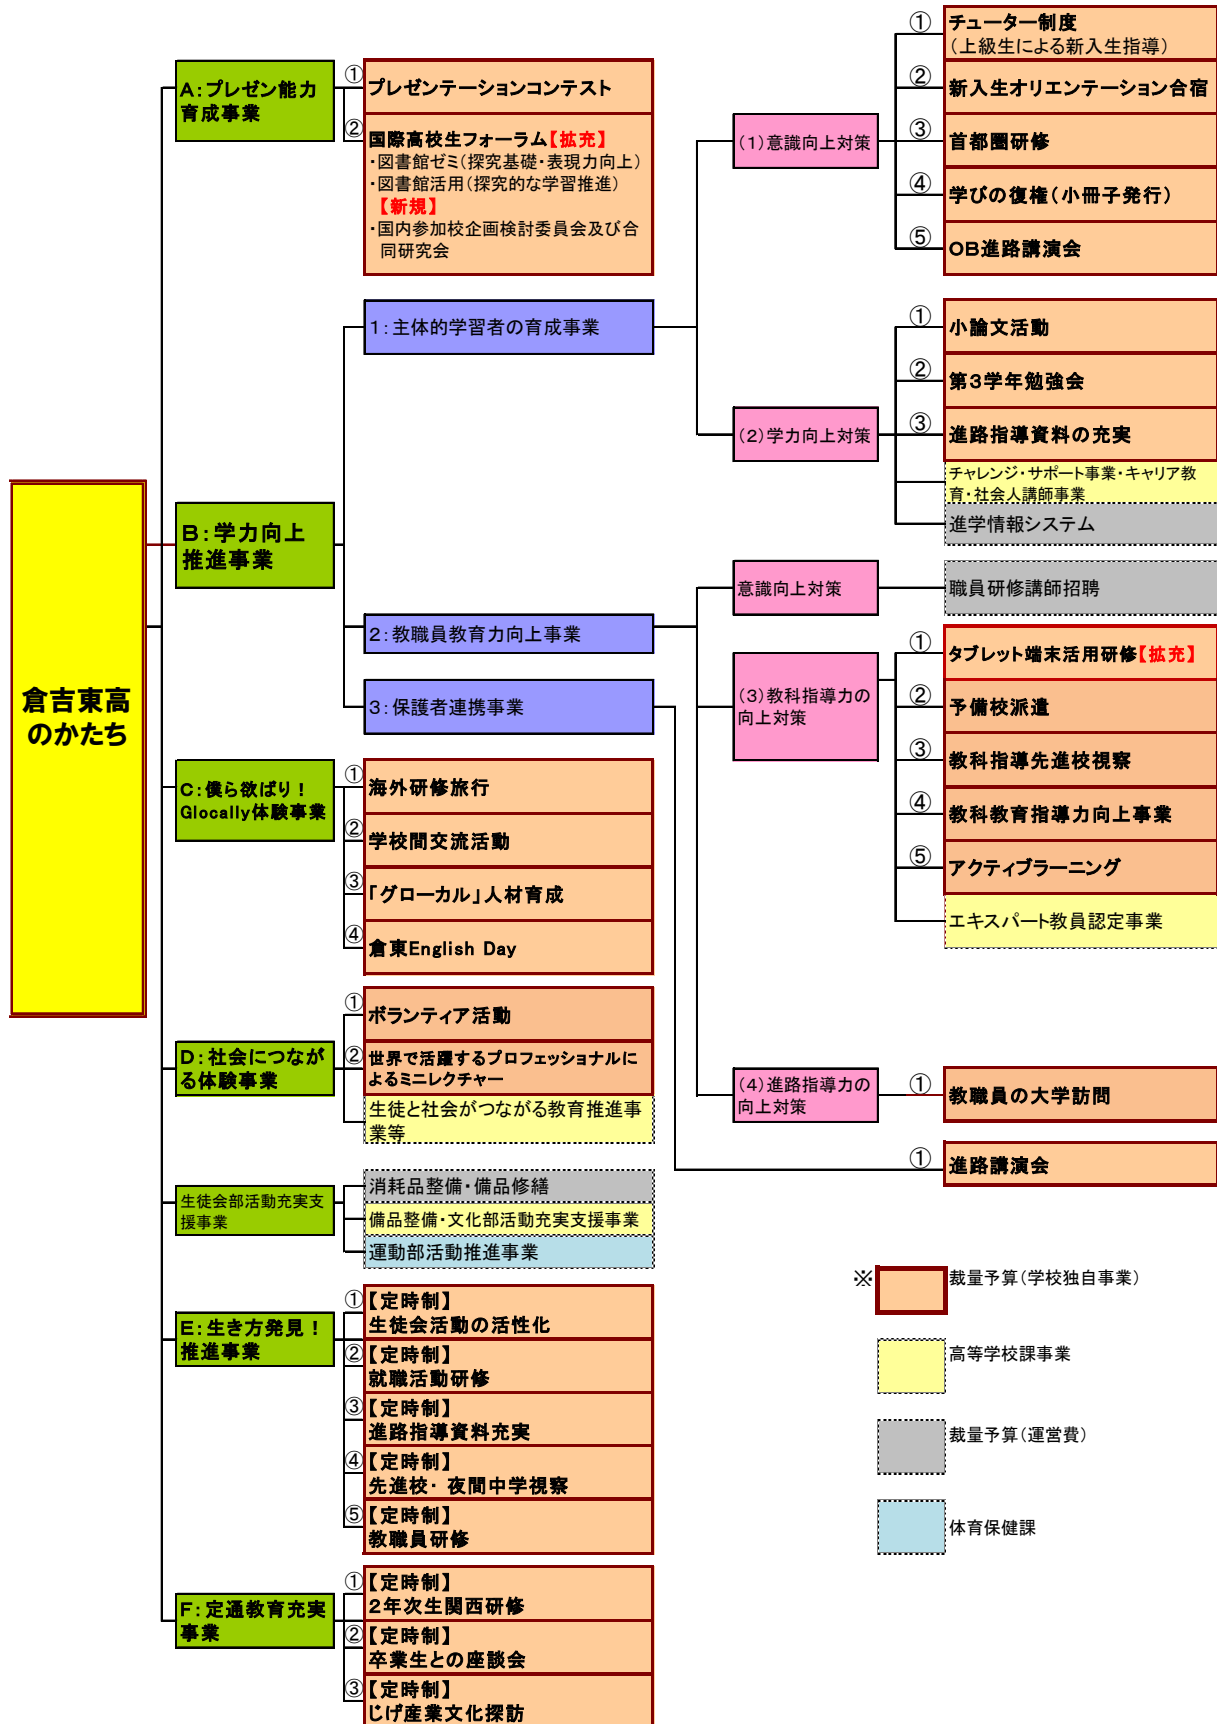 倉吉東高
のかたち
A:プレゼン能力
育成事業
①
プレゼンテーションコンテスト
②
国際高校生フォーラム【拡充】
・図書館ゼミ(探究基礎・表現力向上)
・図書館活用(探究的な学習推進)
【新規】
・国内参加校企画検討委員会及び合
同研究会
B:学力向上
推進事業
1:主体的学習者の育成事業
(1)意識向上対策
①
チューター制度
(上級生による新入生指導)
②
新入生オリエンテーション合宿
③
首都圏研修
④
学びの復権(小冊子発行)
⑤
OB進路講演会
(2)学力向上対策
①
小論文活動
②
第3学年勉強会
③
進路指導資料の充実
チャレンジ・サポート事業・キャリア教
育・社会人講師事業
進学情報システム
2:教職員教育力向上事業
意識向上対策
職員研修講師招聘
(3)教科指導力の
向上対策
①
タブレット端末活用研修【拡充】
②
予備校派遣
③
教科指導先進校視察
④
教科教育指導力向上事業
⑤
アクティブラーニング
エキスパート教員認定事業
(4)進路指導力の
向上対策
①
教職員の大学訪問
3:保護者連携事業
①
進路講演会
C:僕ら欲ばり!
Glocally体験事業
①
海外研修旅行
②
学校間交流活動
③
「グローカル」人材育成
④
倉東English Day
D:社会につなが
る体験事業
①
ボランティア活動
②
世界で活躍するプロフェッショナルに
よるミニレクチャー
生徒と社会がつながる教育推進事
業等
生徒会部活動充実支
援事業
消耗品整備・備品修繕
備品整備・文化部活動充実支援事業
運動部活動推進事業
E:生き方発見!
推進事業
①
【定時制】
生徒会活動の活性化
②
【定時制】
就職活動研修
③
【定時制】
進路指導資料充実
④
【定時制】
先進校・夜間中学視察
⑤
【定時制】
教職員研修
F:定通教育充実
事業
①
【定時制】
2年次生関西研修
②
【定時制】
卒業生との座談会
③
【定時制】
じげ産業文化探訪
※
裁量予算(学校独自事業)
高等学校課事業
裁量予算(運営費)
体育保健課